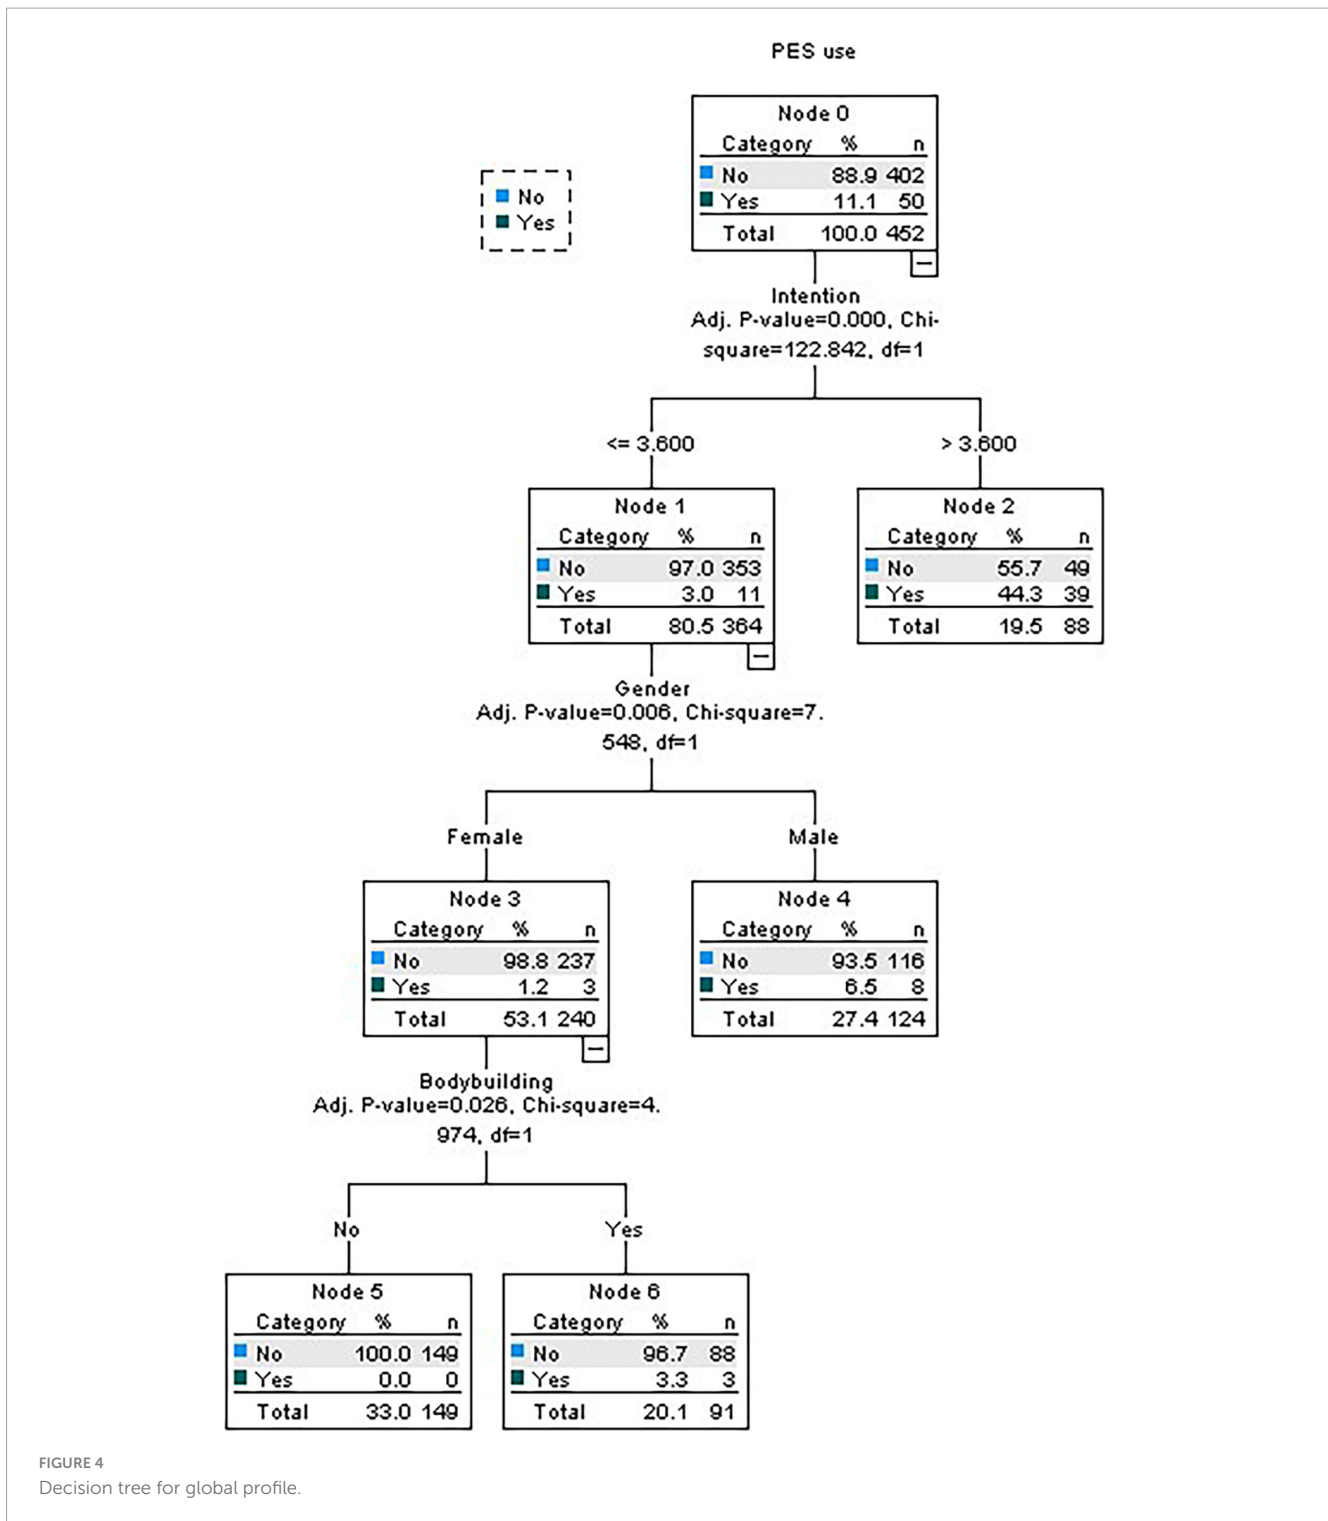 PES use
Node 0
Category % n
No 88.9 402
Yes 11.1 50
Total 100.0 452
No
Yes
Intention
Adj. P-value=0.000, Chi-
square=122.842, df=1
<= 3.600
> 3.600
Node 1
Category % n
No 97.0 353
Yes 3.0 11
Total 80.5 364
Node 2
Category % n
No 55.7 49
Yes 44.3 39
Total 19.5 88
Gender
Adj. P-value=0.006, Chi-square=7.
548, df=1
Female
Male
Node 3
Category % n
No 98.8 237
Yes 1.2 3
Total 53.1 240
Node 4
Category % n
No 93.5 116
Yes 6.5 8
Total 27.4 124
Bodybuilding
Adj. P-value=0.026, Chi-square=4.
974, df=1
No
Yes
Node 5
Category % n
No 100.0 149
Yes 0.0 0
Total 33.0 149
Node 6
Category % n
No 96.7 88
Yes 3.3 3
Total 20.1 91
FIGURE 4
Decision tree for global profile.